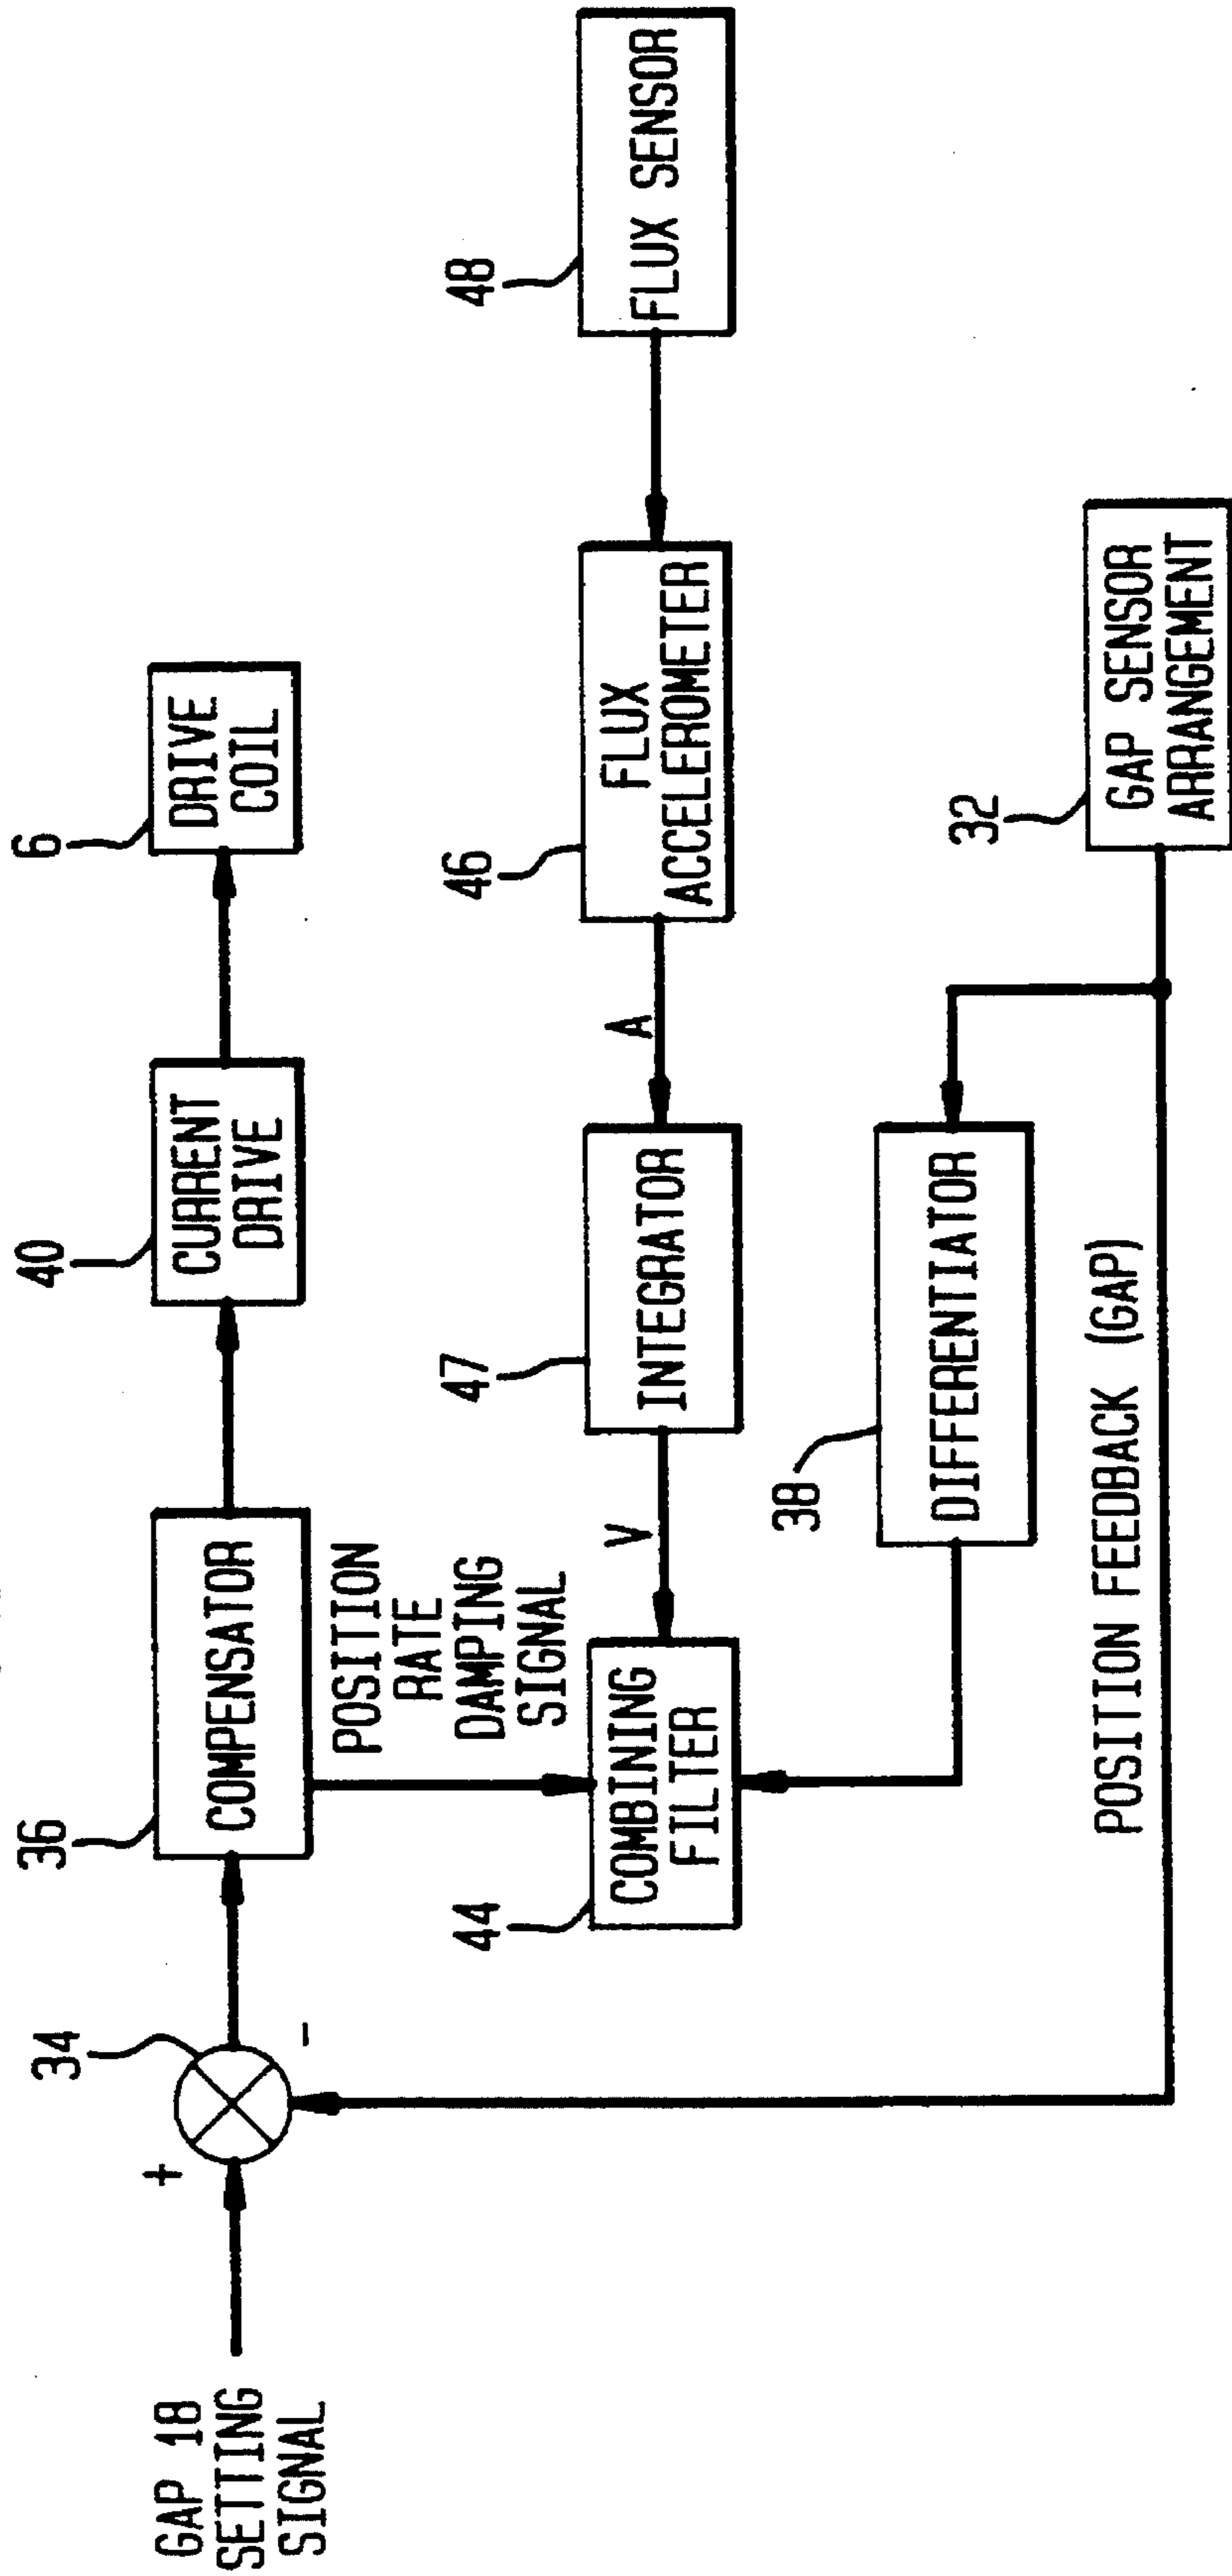 GAP 18
SETTING
SIGNAL
+
-
34
36
COMPENSATOR
40
CURRENT
DRIVE
6
DRIVE
COIL
POSITION
RATE
DAMPING
SIGNAL
44
COMBINING
FILTER
V
47
INTEGRATOR
A
46
FLUX
ACCELEROMETER
48
FLUX SENSOR
38
DIFFERENTIATOR
32
GAP SENSOR
ARRANGEMENT
POSITION FEEDBACK (GAP)